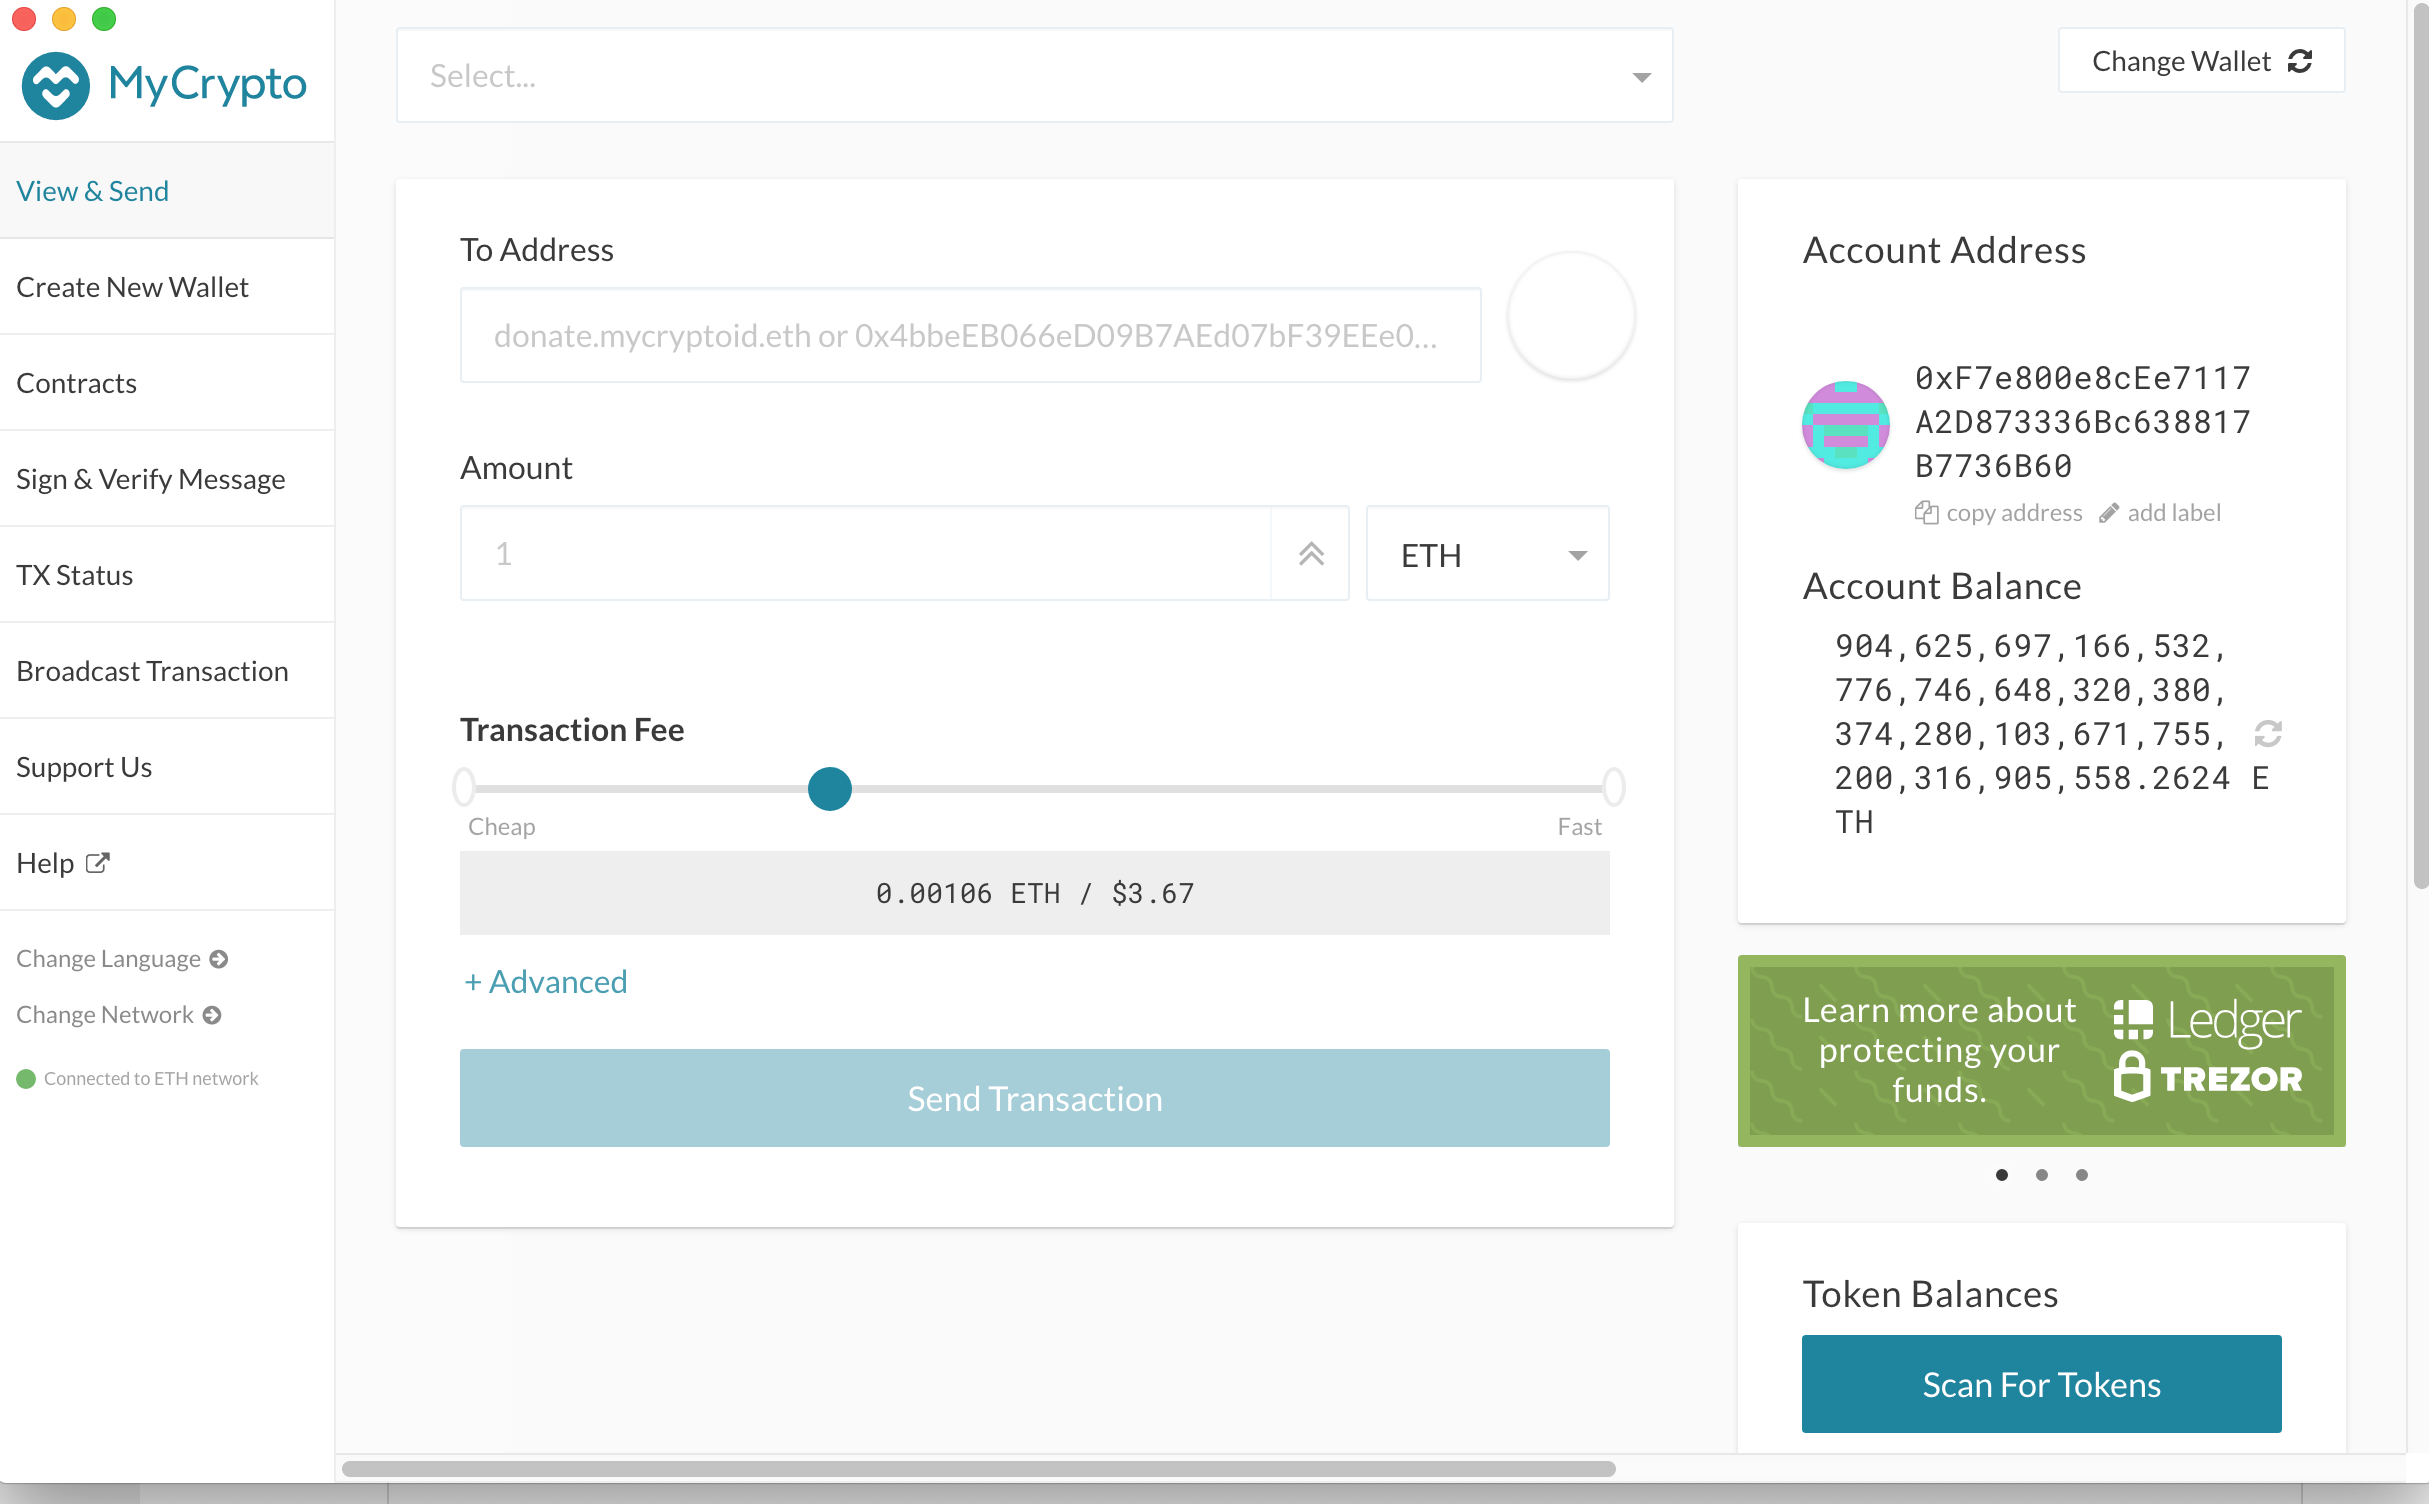 MyCrypto
View & Send
Create New Wallet
Contracts
Sign & Verify Message
TX Status
Broadcast Transaction
Support Us
Help
Change Language
Change Network
Connected to ETH network
Select...
Change Wallet
To Address
donate.mycryptoid.eth or 0x4bbeEB066eD09B7AEd07bF39EEe0...
Amount
1
ETH
Transaction Fee
Cheap
Fast
0.00106 ETH / $3.67
+ Advanced
Send Transaction
Account Address
0xF7e800e8cEe7117
A2D873336Bc638817
B7736B60
copy address
add label
Account Balance
904,625,697,166,532,
776,746,648,320,380,
374,280,103,671,755,
200,316,905,558.2624 E
TH
Learn more about
protecting your
funds.
Ledger
TREZOR
Token Balances
Scan For Tokens